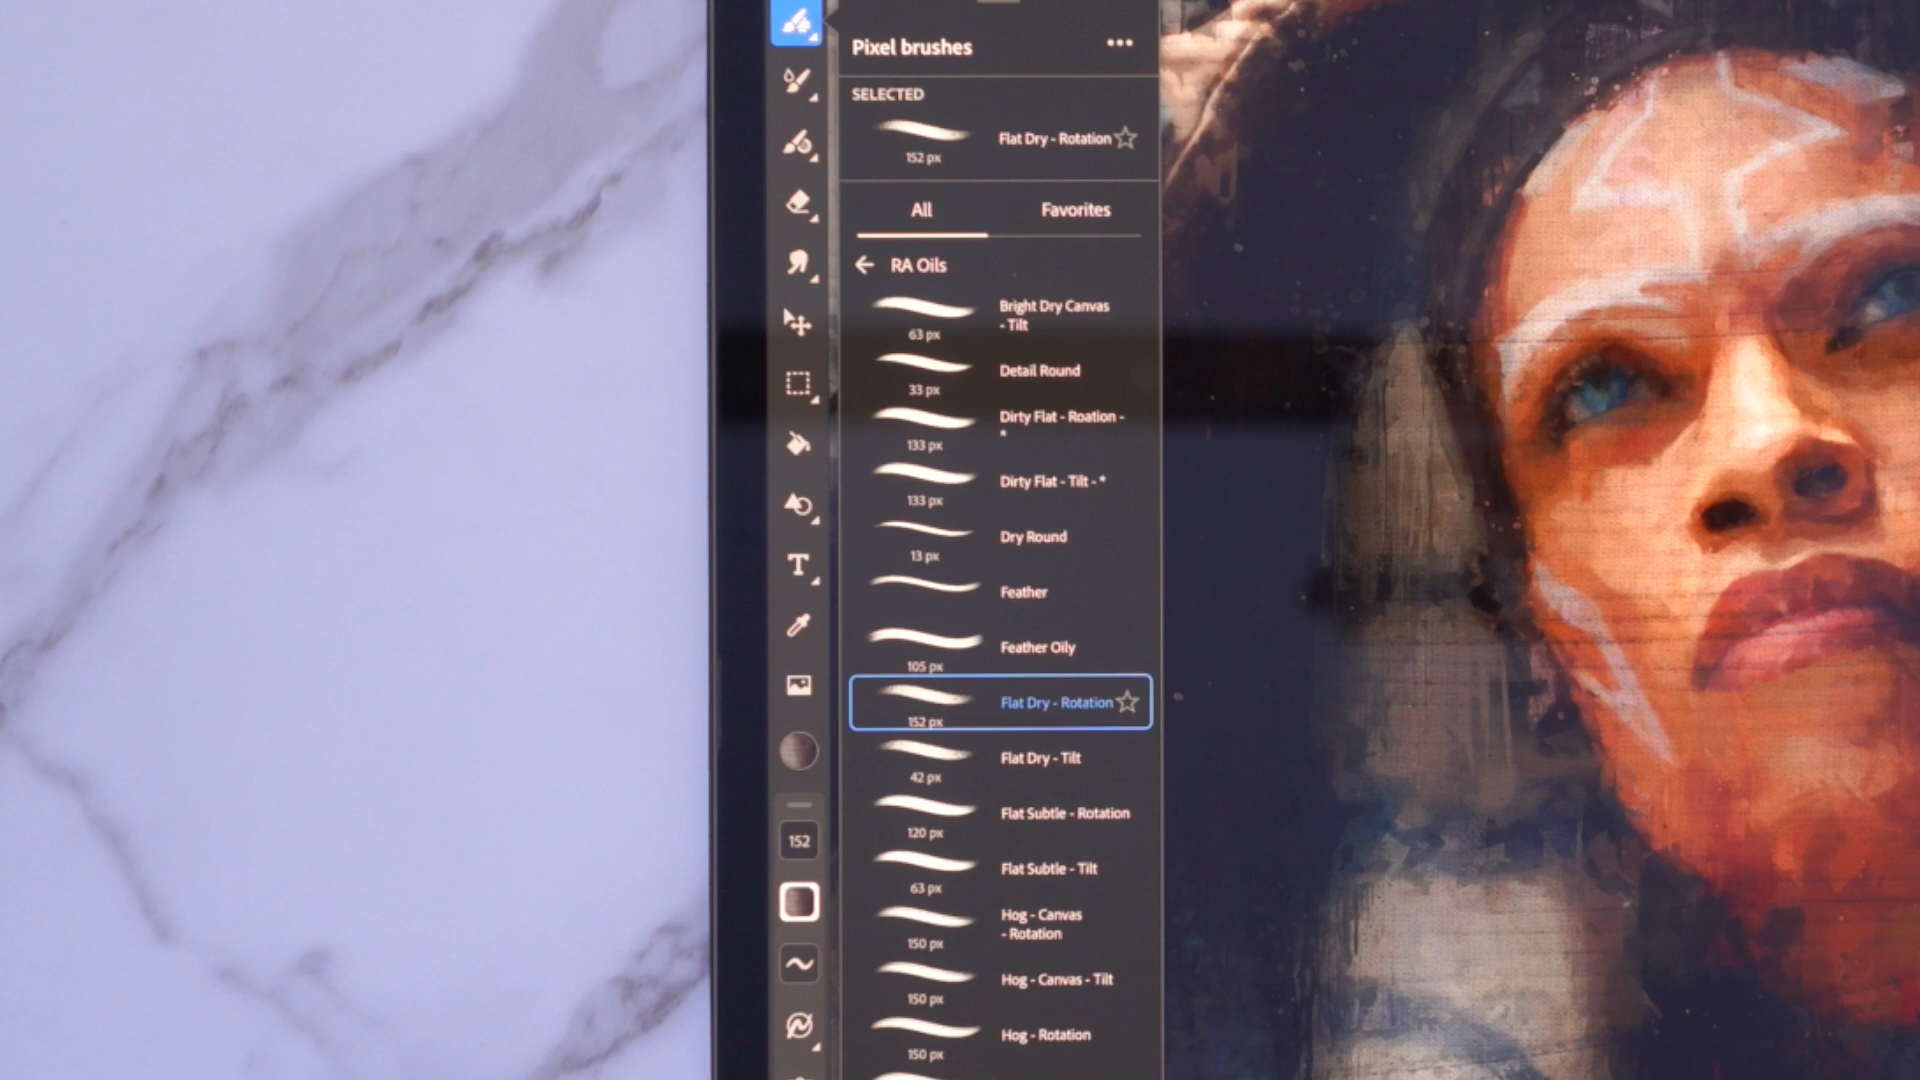 Pixel brushes
SELECTED
Flat Dry - Rotation
152 px
All
Favorites
RA Oils
Bright Dry Canvas
- Tilt
63 px
Detail Round
33 px
Dirty Flat - Roation -
*
133 px
Dirty Flat - Tilt - *
133 px
Dry Round
13 px
Feather
Feather Oily
105 px
Flat Dry - Rotation
152 px
Flat Dry - Tilt
42 px
Flat Subtle - Rotation
120 px
Flat Subtle - Tilt
63 px
152
Hog - Canvas
- Rotation
150 px
Hog - Canvas - Tilt
150 px
Hog - Rotation
150 px